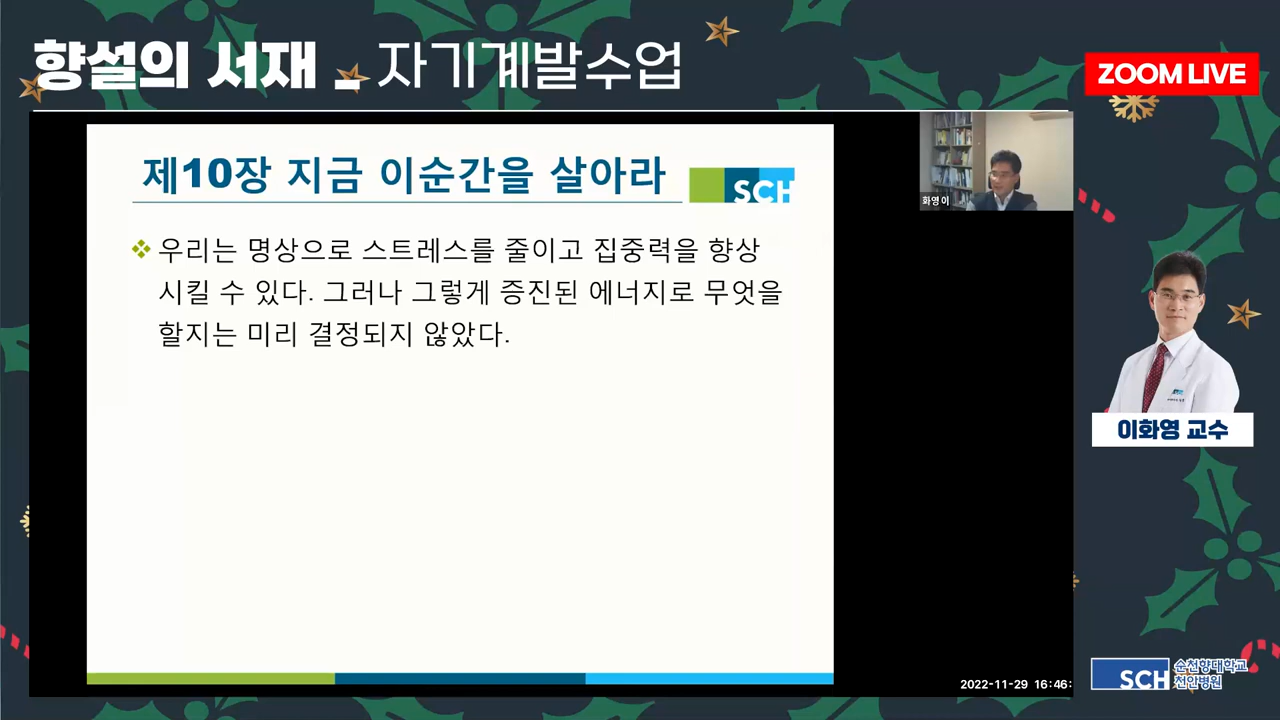 향설의 서재 _ 자기계발수업
ZOOM LIVE
제10장 지금 이순간을 살아라
SCH
화영 이
우리는 명상으로 스트레스를 줄이고 집중력을 향상
시킬 수 있다. 그러나 그렇게 증진된 에너지로 무엇을
할지는 미리 결정되지 않았다.
이화영 교수
SCH 순천향대학교
천안병원
2022-11-29 16:46: